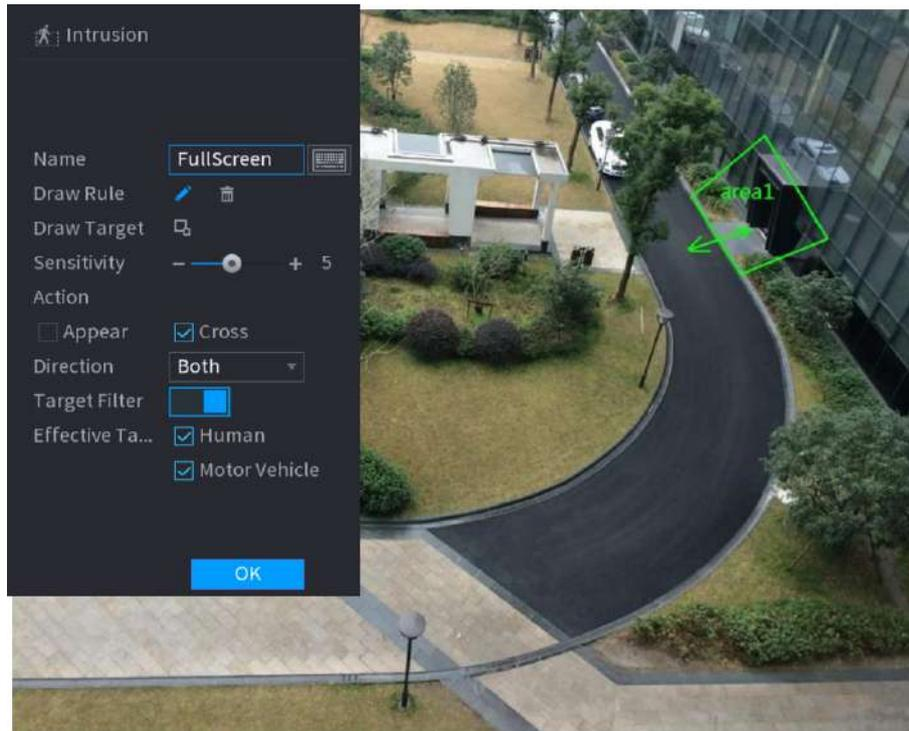 Intrusion
Name FullScreen
Draw Rule
Draw Target
Sensitivity - + 5
Action
Appear Cross
Direction Both
Target Filter
Effective Ta... Human
Motor Vehicle
OK
area1